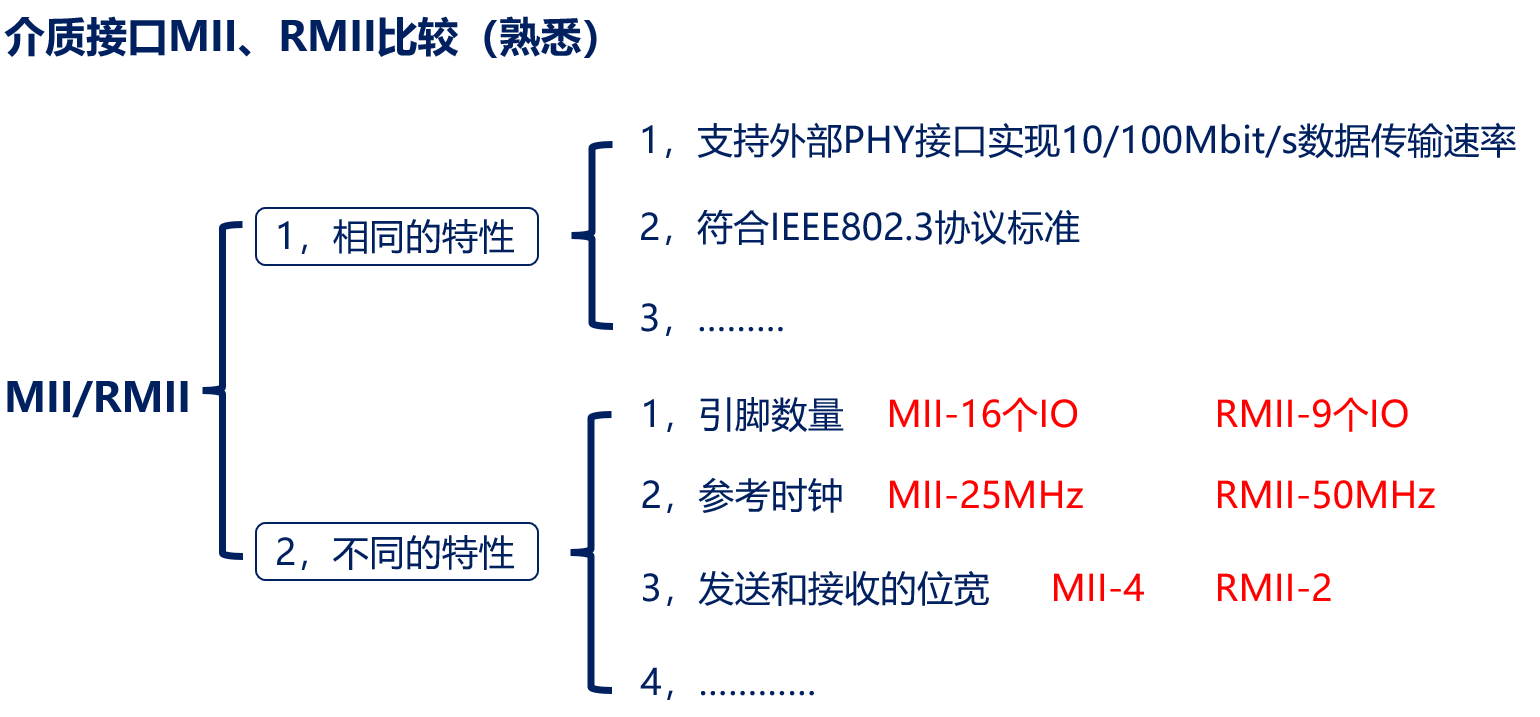 介质接口MII、RMII比较（熟悉）
1，支持外部PHY接口实现10/100Mbit/s数据传输速率
1，相同的特性
2，符合IEEE802.3协议标准
3，………
MII/RMII
1，引脚数量 MII-16个IO RMII-9个IO
2，参考时钟 MII-25MHz RMII-50MHz
2，不同的特性
3，发送和接收的位宽 MII-4 RMII-2
4，…………